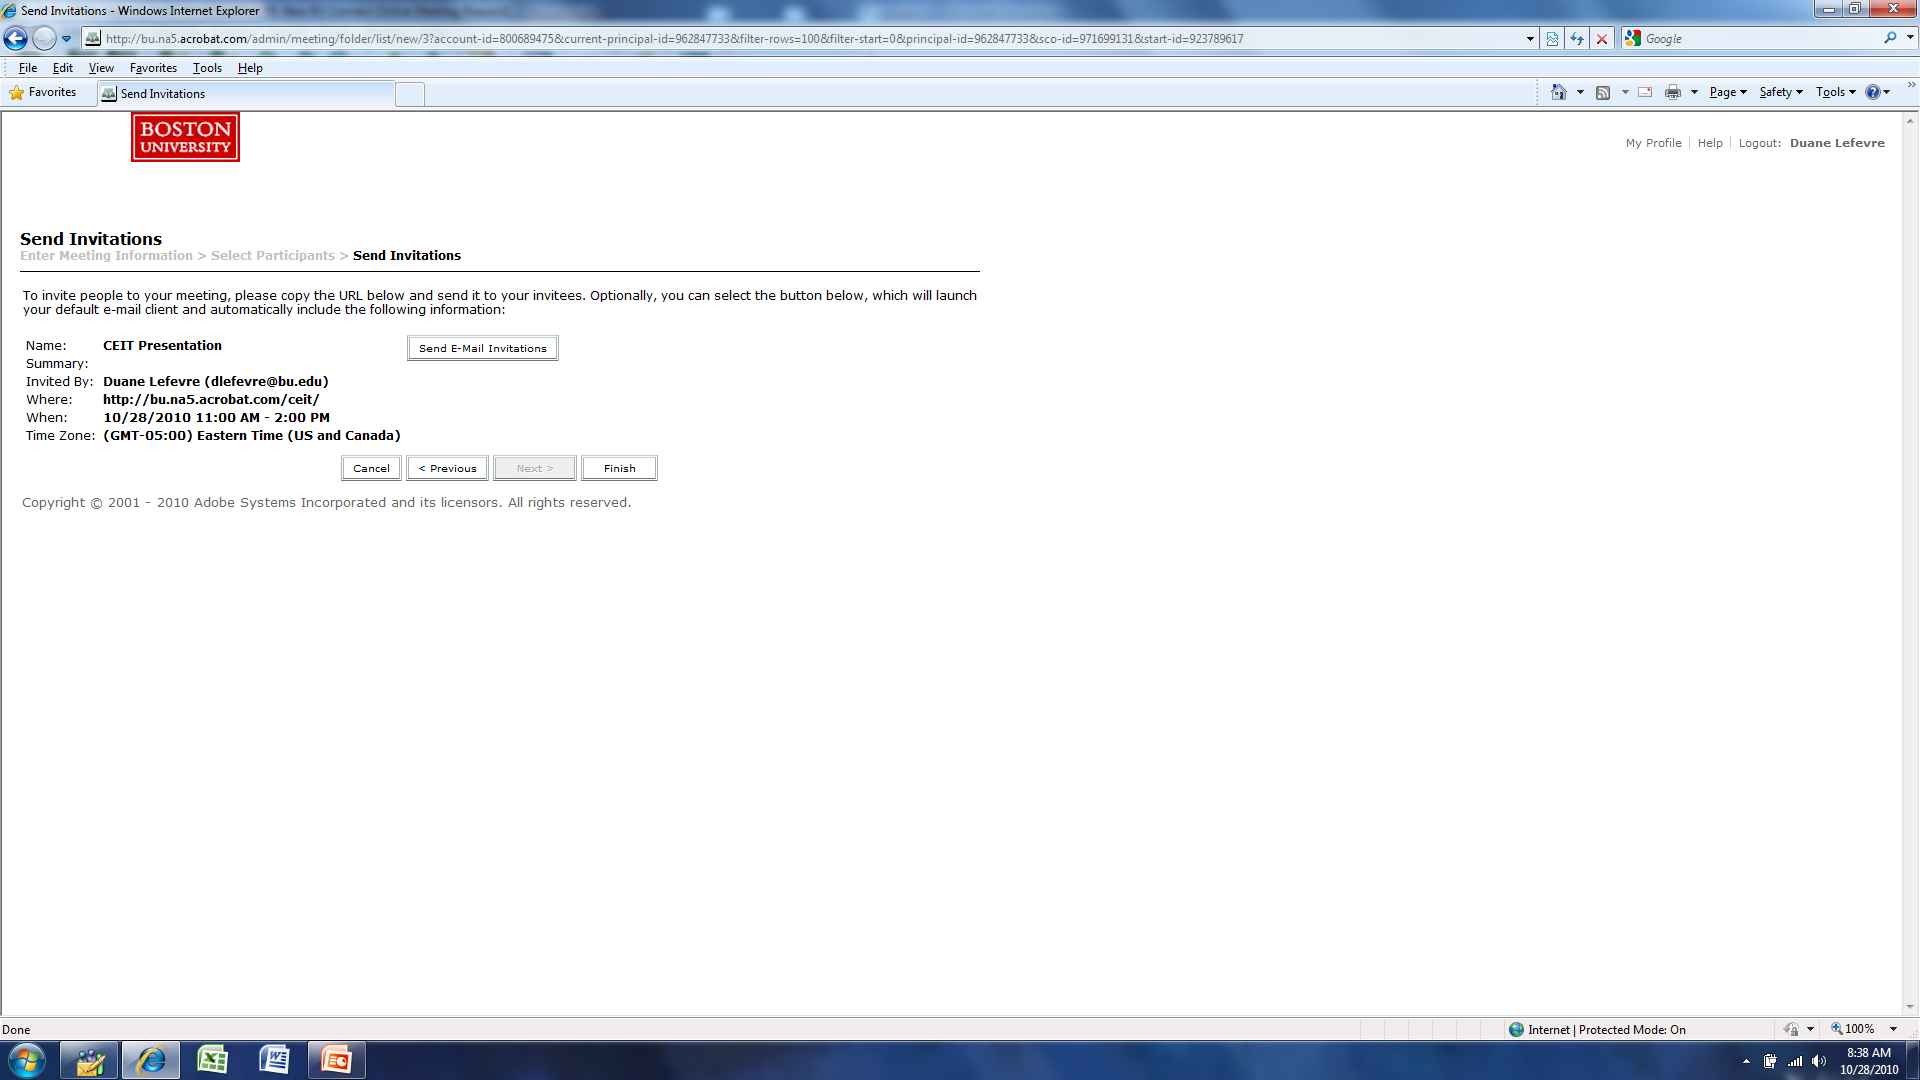 Send Invitations - Windows Internet Explorer
http://bu.na5.acrobat.com/admin/meeting/folder/list/new/3?account-id=800689475&current-principal-id=962847733&filter-rows=100&filter-start=0&principal-id=962847733&sco-id=971699131&start-id=923789617
Google
File Edit View Favorites Tools Help
Favorites
Send Invitations
Page Safety Tools
BOSTON
UNIVERSITY
My Profile | Help | Logout: Duane Lefevre
Send Invitations
Enter Meeting Information > Select Participants > Send Invitations
To invite people to your meeting, please copy the URL below and send it to your invitees. Optionally, you can select the button below, which will launch
your default e-mail client and automatically include the following information:
Name: CEIT Presentation
Send E-Mail Invitations
Summary:
Invited By: Duane Lefevre (dlefevre@bu.edu)
Where: http://bu.na5.acrobat.com/ceit/
When: 10/28/2010 11:00 AM - 2:00 PM
Time Zone: (GMT-05:00) Eastern Time (US and Canada)
Cancel < Previous Next > Finish
Copyright © 2001 - 2010 Adobe Systems Incorporated and its licensors. All rights reserved.
Done
Internet | Protected Mode: On
100%
8:38 AM
10/28/2010